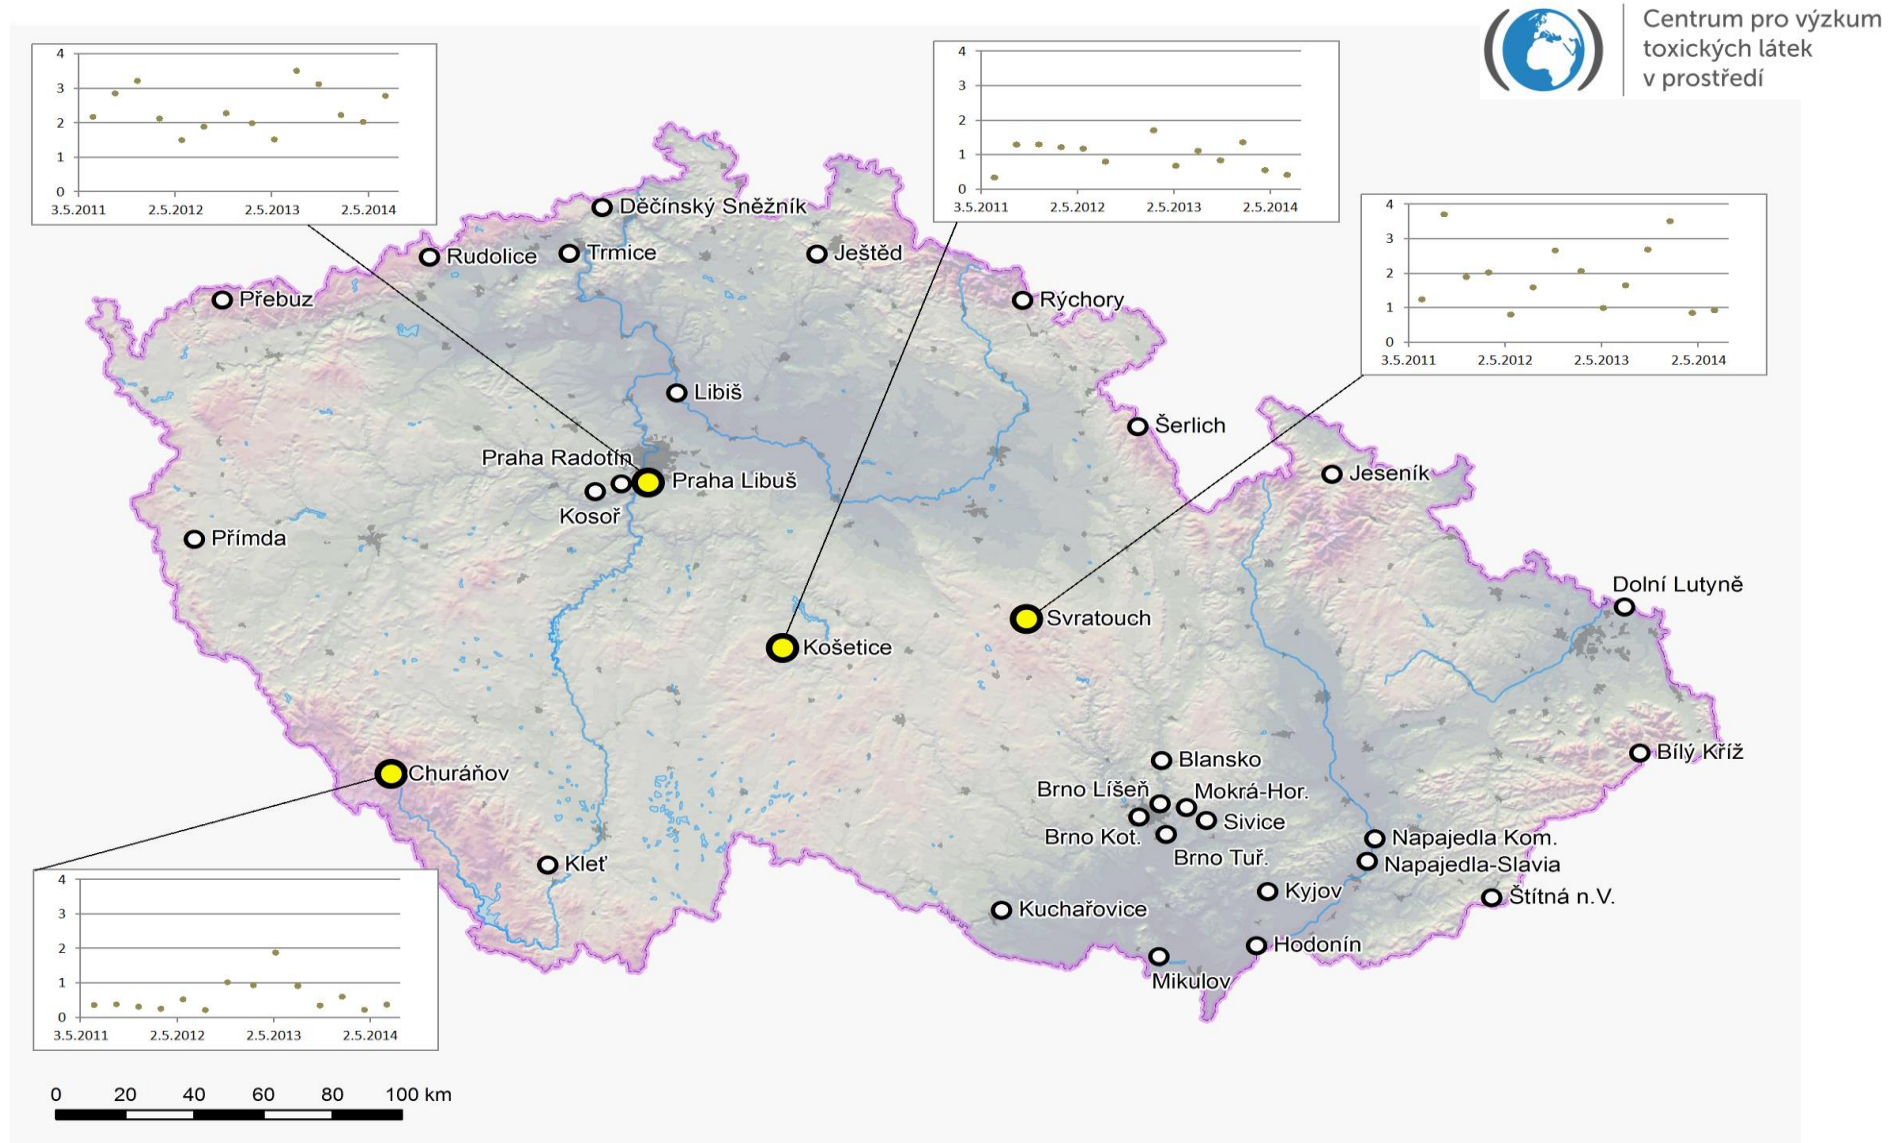 Centrum pro výzkum
toxických látek
v prostředí
4
3
2
1
0
3.5.2011 2.5.2012 2.5.2013 2.5.2014
4
3
2
1
0
3.5.2011 2.5.2012 2.5.2013 2.5.2014
4
3
2
1
0
3.5.2011 2.5.2012 2.5.2013 2.5.2014
Děčínský Sněžník
Rudolice
Trmice
Ještěd
Přebuz
Rýchory
Libiš
Šerlich
Praha Radotín
Praha Libuš
Jeseník
Kosoř
Přímda
Dolní Lutyně
Svratouch
Košetice
Bílý Kříž
Blansko
Churáňov
Brno Líšeň
Mokrá-Hor.
Sivice
Brno Kot.
Napajedla Kom.
Brno Tuř.
Napajedla-Slavia
Kleť
Kyjov
Štítná n.V.
Kuchařovice
Hodonín
Mikulov
4
3
2
1
0
3.5.2011 2.5.2012 2.5.2013 2.5.2014
0 20 40 60 80 100 km